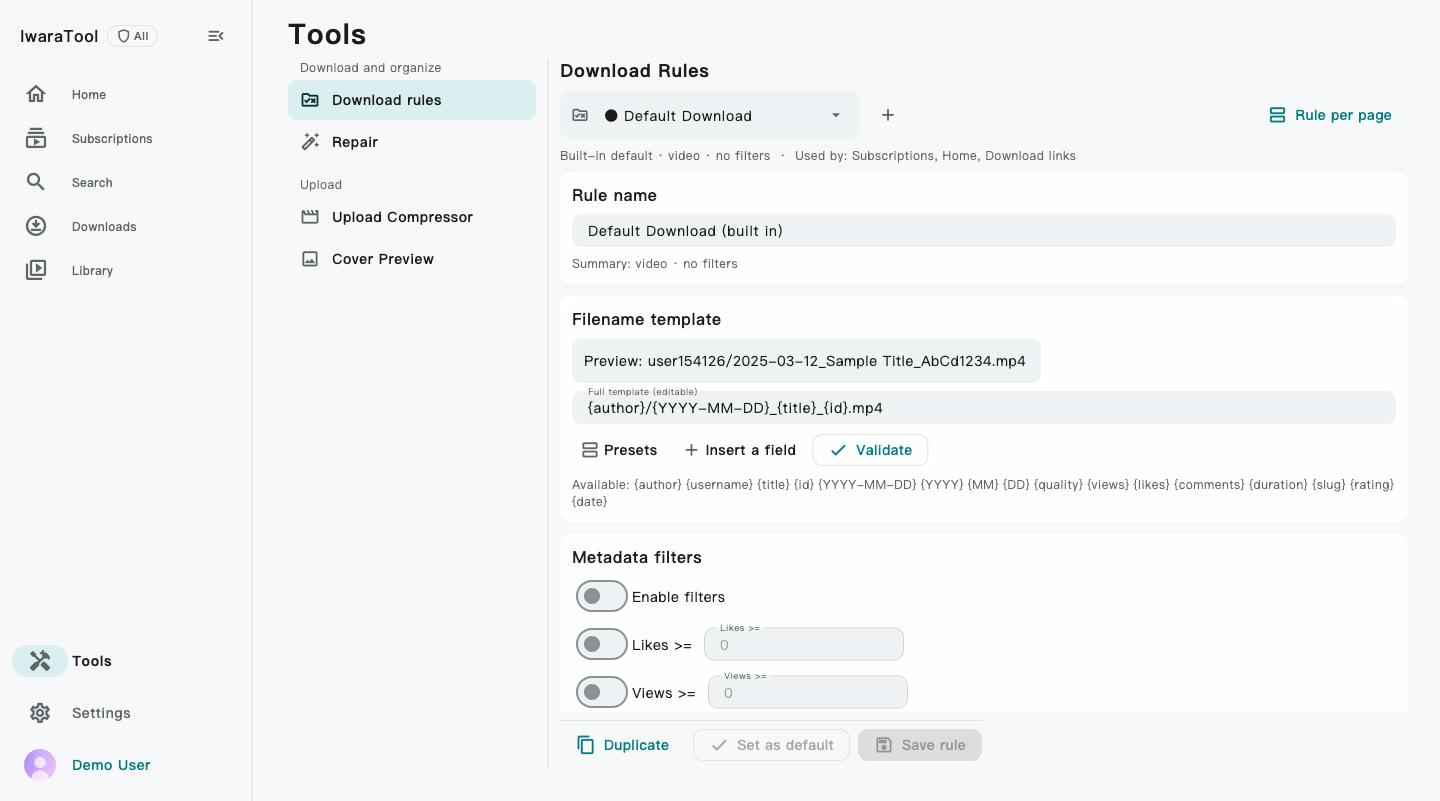 IwaraTool
All
Home
Subscriptions
Search
Downloads
Library
Tools
Settings
Demo User
Tools
Download and organize
Download rules
Repair
Upload
Upload Compressor
Cover Preview
Download Rules
Default Download
Rule per page
Built-in default · video · no filters · Used by: Subscriptions, Home, Download links
Rule name
Default Download (built in)
Summary: video · no filters
Filename template
Preview: user154126/2025-03-12_Sample Title_AbCd1234.mp4
Full template (editable)
{author}/{YYYY-MM-DD}_{title}_{id}.mp4
Presets
Insert a field
Validate
Available: {author} {username} {title} {id} {YYYY-MM-DD} {YYYY} {MM} {DD} {quality} {views} {likes} {comments} {duration} {slug} {rating}
{date}
Metadata filters
Enable filters
Likes >=
Likes >=
0
Views >=
Views >=
0
Duplicate
Set as default
Save rule